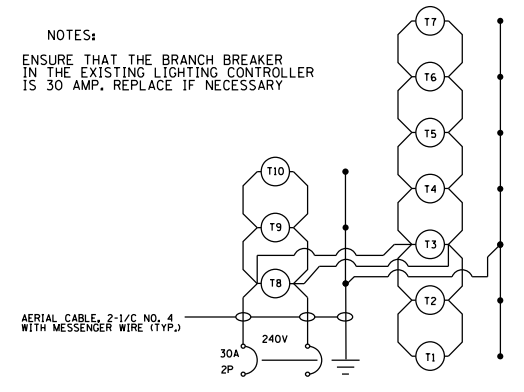 NOTES:
ENSURE THAT THE BRANCH BREAKER
IN THE EXISTING LIGHTING CONTROLLER
IS 30 AMP. REPLACE IF NECESSARY
T7
T6
T5
T10
T4
T9
T3
T8
T2
AERIAL CABLE, 2-1/C NO. 4
WITH MESSENGER WIRE (TYP.)
240V
30A
2P
T1